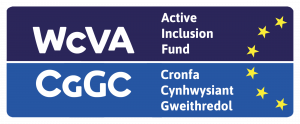 WCVA
Active
Inclusion
Fund
CGGC
Cronfa
Cynhwysiant
Gweithredol